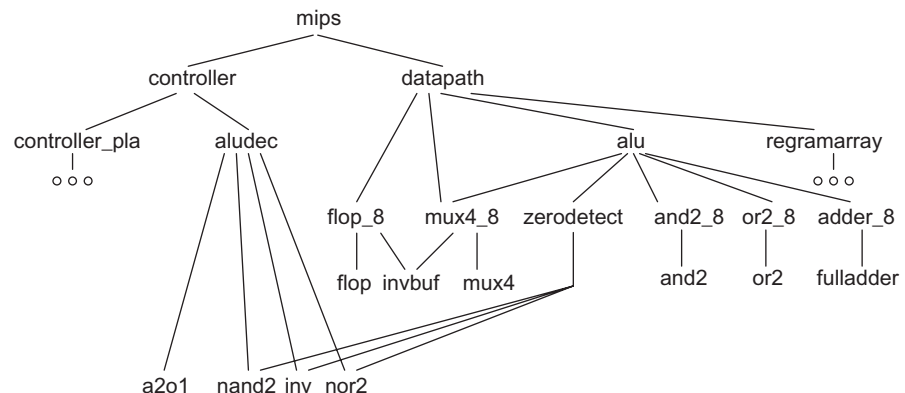 mips
controller datapath
controller_pla aludec alu regramarray
flop_8 mux4_8 zerodetect and2_8 or2_8 adder_8
flop invbuf mux4 and2 or2 fulladder
a2o1 nand2 inv nor2